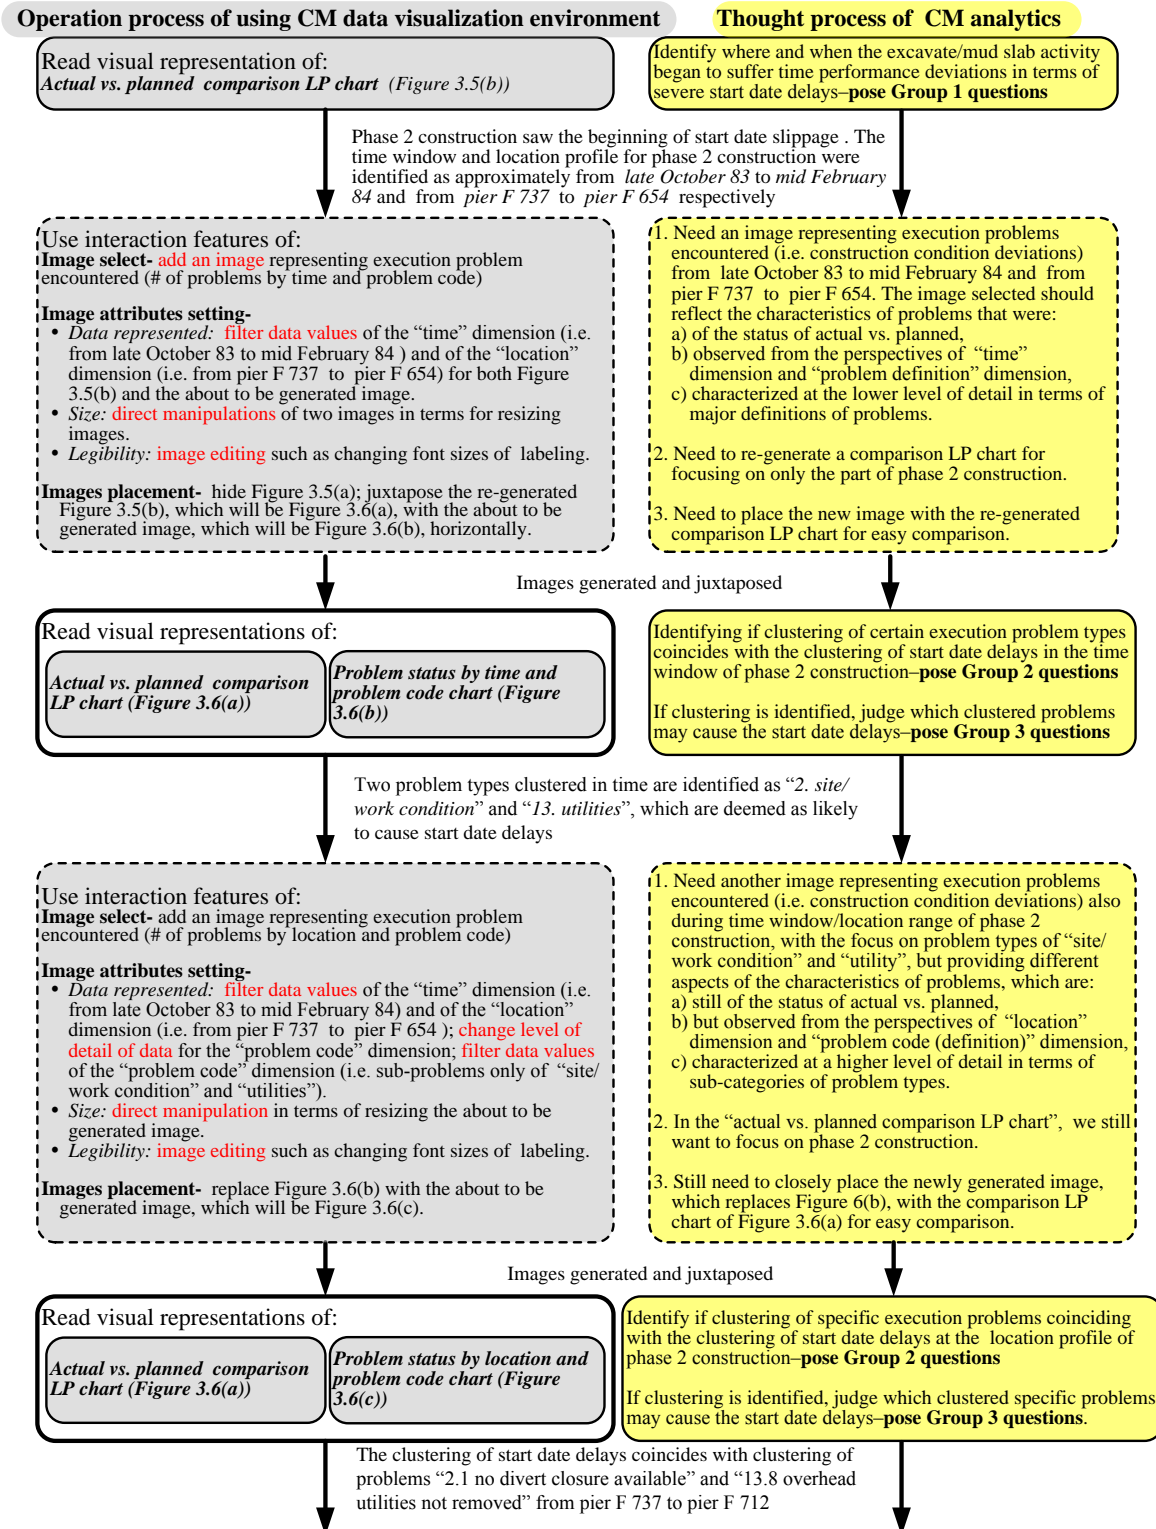 Operation process of using CM data visualization environment
Thought process of  CM analytics
Read visual representation of:
Actual vs. planned  comparison LP chart  (Figure 3.5(b))
Identify where and when the excavate/mud slab activity
began to suffer time performance deviations in terms of
severe start date delays–pose Group 1 questions
Phase 2 construction saw the beginning of start date slippage . The
time window and location profile for phase 2 construction were
identified as approximately from  late October 83 to mid February
84 and  from  pier F 737  to  pier F 654  respectively
Use interaction features of:
Image select- add an image representing execution problem
encountered (# of problems by time and problem code)
Image attributes setting-
• Data represented:  filter data values of the “time” dimension (i.e.
from late October 83 to mid February 84 ) and of the “location”
dimension (i.e. from pier F 737  to  pier F 654) for both Figure
3.5(b) and the about to be generated image.
• Size: direct manipulations of two images in terms for resizing
images.
• Legibility: image editing such as changing font sizes of labeling.
Images placement-  hide Figure 3.5(a); juxtapose the re-generated
Figure 3.5(b), which will be Figure 3.6(a), with the about to be
generated image, which will be Figure 3.6(b), horizontally.
1. Need an image representing execution problems
encountered (i.e. construction condition deviations)
from  late October 83 to mid February 84 and  from
pier F 737  to  pier F 654. The image selected should
reflect the characteristics of problems that were:
a) of the status of actual vs. planned,
b) observed from the perspectives of  “time”
dimension and “problem definition” dimension,
c) characterized at the lower level of detail in terms of
major definitions of problems.
2. Need to re-generate a comparison LP chart for
focusing on only the part of phase 2 construction.
3. Need to place the new image with the re-generated
comparison LP chart for easy comparison.
Images generated and juxtaposed
Read visual representations of:
Actual vs. planned  comparison
LP chart (Figure 3.6(a))
Problem status by time and
problem code chart (Figure
3.6(b))
Identifying if clustering of certain execution problem types
coincides with the clustering of start date delays in the time
window of phase 2 construction–pose Group 2 questions
If clustering is identified, judge which clustered problems
may cause the start date delays–pose Group 3 questions
Two problem types clustered in time are identified as “2. site/
work condition” and “13. utilities”, which are deemed as likely
to cause start date delays
Use interaction features of:
Image select- add an image representing execution problem
encountered (# of problems by location and problem code)
Image attributes setting-
• Data represented:  filter data values of the “time” dimension (i.e.
from late October 83 to mid February 84) and of the “location”
dimension (i.e. from pier F 737  to  pier F 654 ); change level of
detail of data for the “problem code” dimension; filter data values
of the “problem code” dimension (i.e. sub-problems only of “site/
work condition” and “utilities”).
• Size: direct manipulation in terms of resizing the about to be
generated image.
• Legibility: image editing such as changing font sizes of  labeling.
Images placement-  replace Figure 3.6(b) with the about to be
generated image, which will be Figure 3.6(c).
1. Need another image representing execution problems
encountered (i.e. construction condition deviations) also
during time window/location range of phase 2
construction, with the focus on problem types of “site/
work condition” and “utility”, but providing different
aspects of the characteristics of problems, which are:
a) still of the status of actual vs. planned,
b) but observed from the perspectives of  “location”
dimension and “problem code (definition)” dimension,
c) characterized at a higher level of detail in terms of
sub-categories of problem types.
2. In the “actual vs. planned comparison LP chart”,  we still
want to focus on phase 2 construction.
3. Still need to closely place the newly generated image,
which replaces Figure 6(b), with the comparison LP
chart of Figure 3.6(a) for easy comparison.
Images generated and juxtaposed
Read visual representations of:
Actual vs. planned  comparison
LP chart (Figure 3.6(a))
Problem status by location and
problem code chart (Figure
3.6(c))
Identify if clustering of specific execution problems coinciding
with the clustering of start date delays at the  location profile of
phase 2 construction–pose Group 2 questions
If clustering is identified, judge which clustered specific problems
may cause the start date delays–pose Group 3 questions.
The clustering of start date delays coincides with clustering of
problems “2.1 no divert closure available” and “13.8 overhead
utilities not removed” from pier F 737 to pier F 712